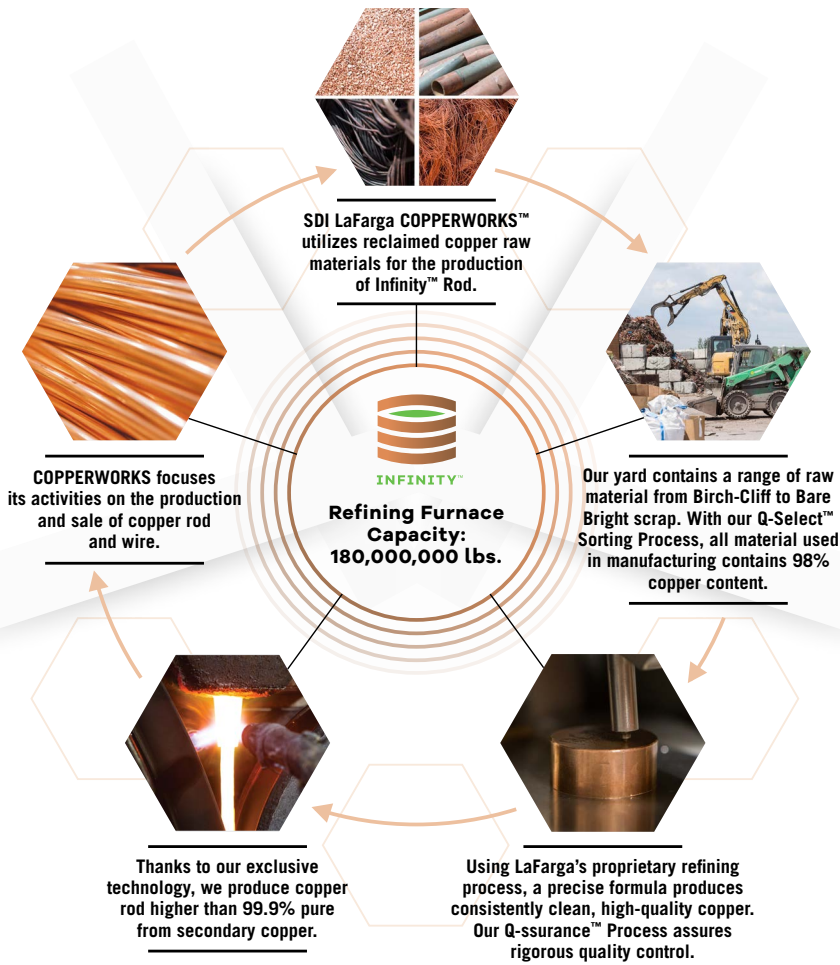 SDI LaFarga COPPERWORKS™
utilizes reclaimed copper raw
materials for the production
of Infinity™ Rod.
Our yard contains a range of raw
material from Birch-Cliff to Bare
Bright scrap. With our Q-Select™
Sorting Process, all material used
in manufacturing contains 98%
copper content.
Using LaFarga’s proprietary refining
process, a precise formula produces
consistently clean, high-quality copper.
Our Q-ssurance™ Process assures
rigorous quality control.
Thanks to our exclusive
technology, we produce copper
rod higher than 99.9% pure
from secondary copper.
COPPERWORKS focuses
its activities on the production
and sale of copper rod
and wire.
INFINITY™
Refining Furnace
Capacity:
180,000,000 lbs.